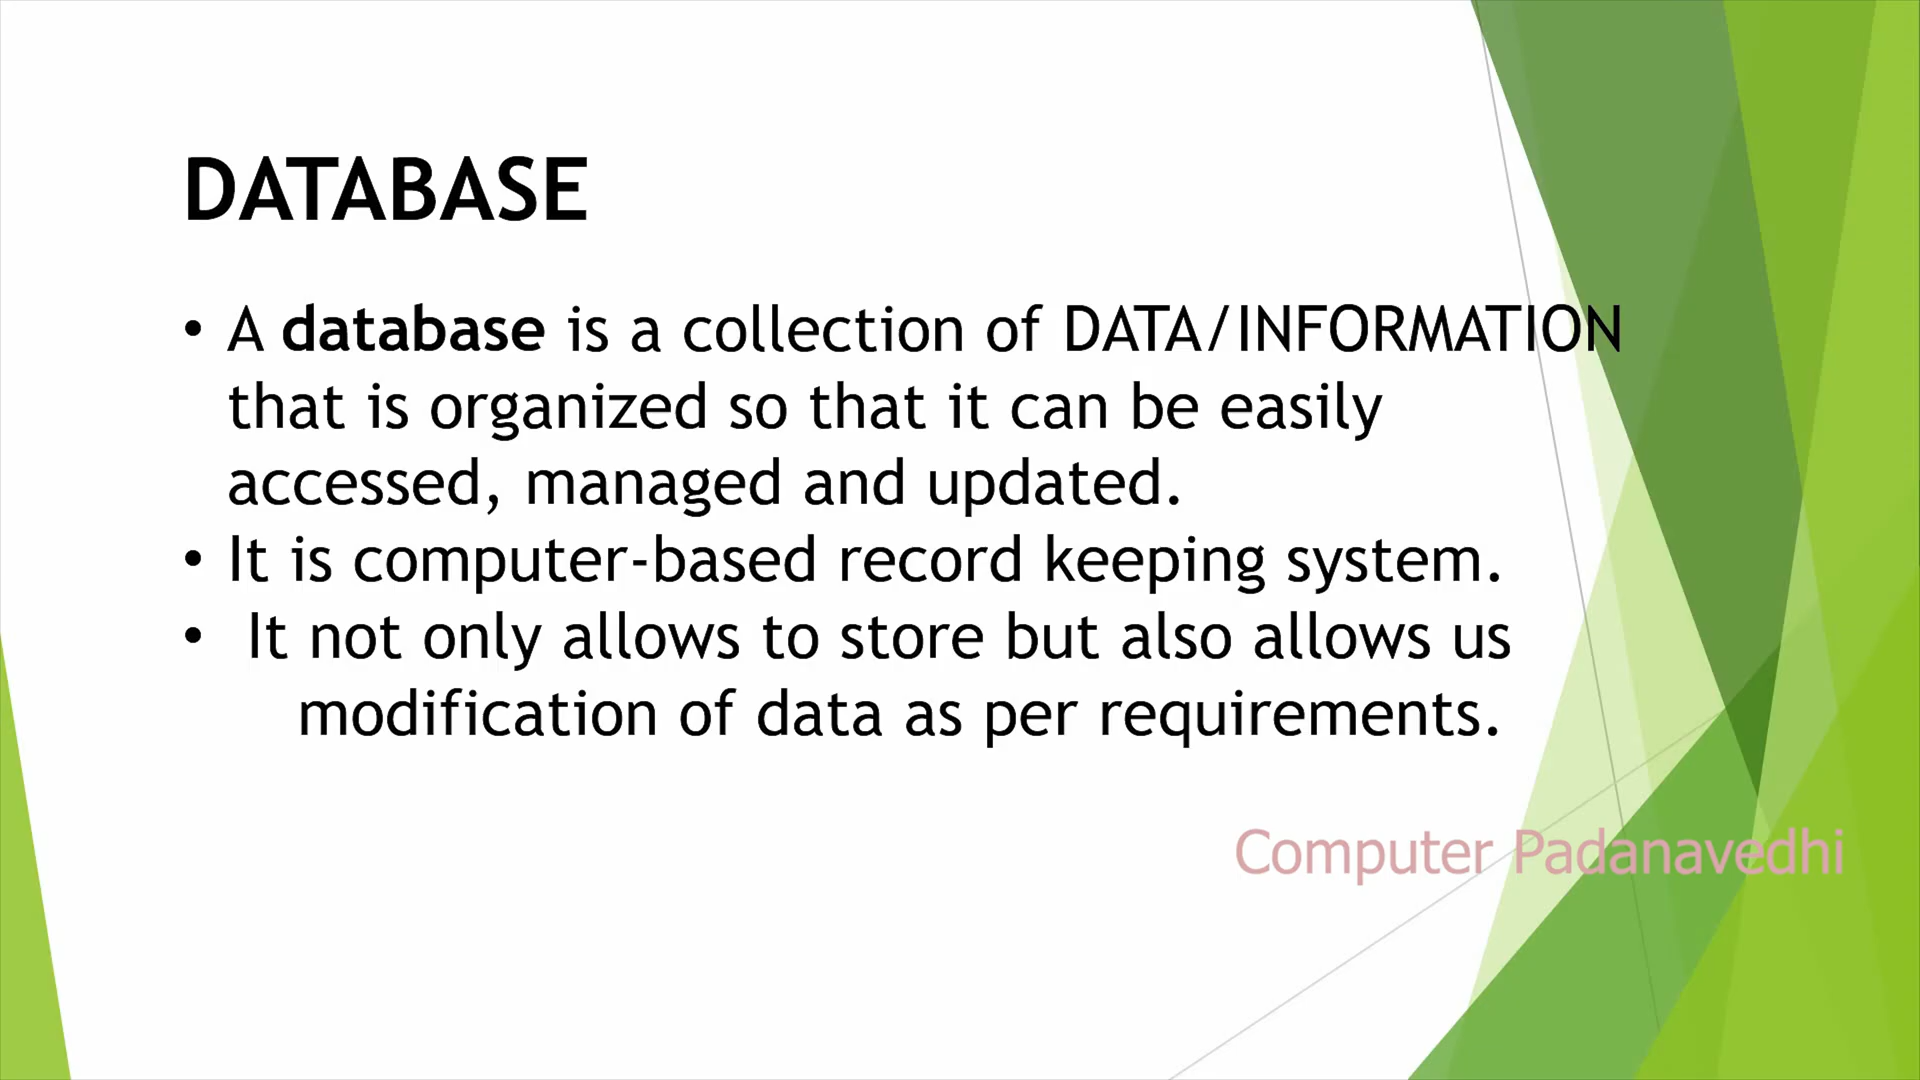 DATABASE
• A database is a collection of DATA/INFORMATION
that is organized so that it can be easily
accessed, managed and updated.
• It is computer-based record keeping system.
• It not only allows to store but also allows us
modification of data as per requirements.
Computer Padanavedhi